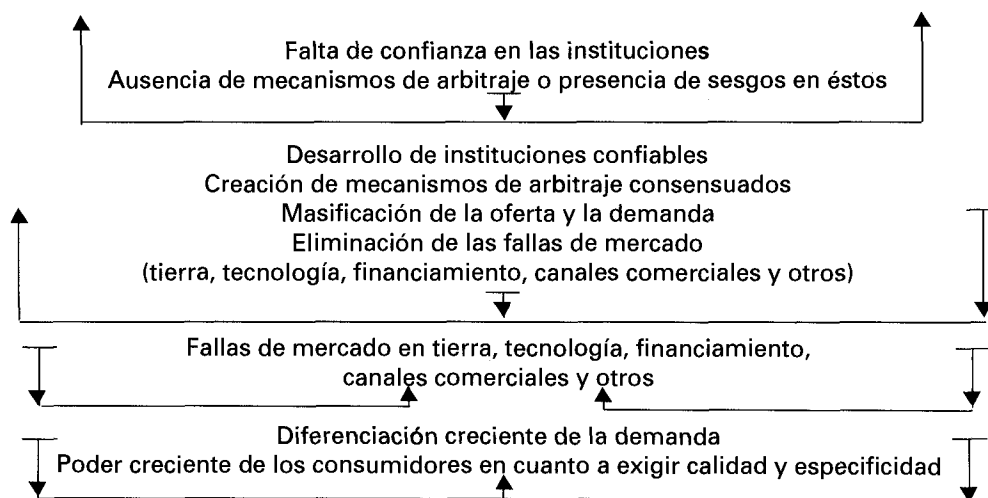 Falta de confianza en las instituciones
Ausencia de mecanismos de arbitraje o presencia de sesgos en éstos
Desarrollo de instituciones confiables
Creación de mecanismos de arbitraje consensuados
Masificación de la oferta y la demanda
Eliminación de las fallas de mercado
(tierra, tecnología, financiamiento, canales comerciales y otros)
Fallas de mercado en tierra, tecnología, financiamiento,
canales comerciales y otros
Diferenciación creciente de la demanda
Poder creciente de los consumidores en cuanto a exigir calidad y especificidad